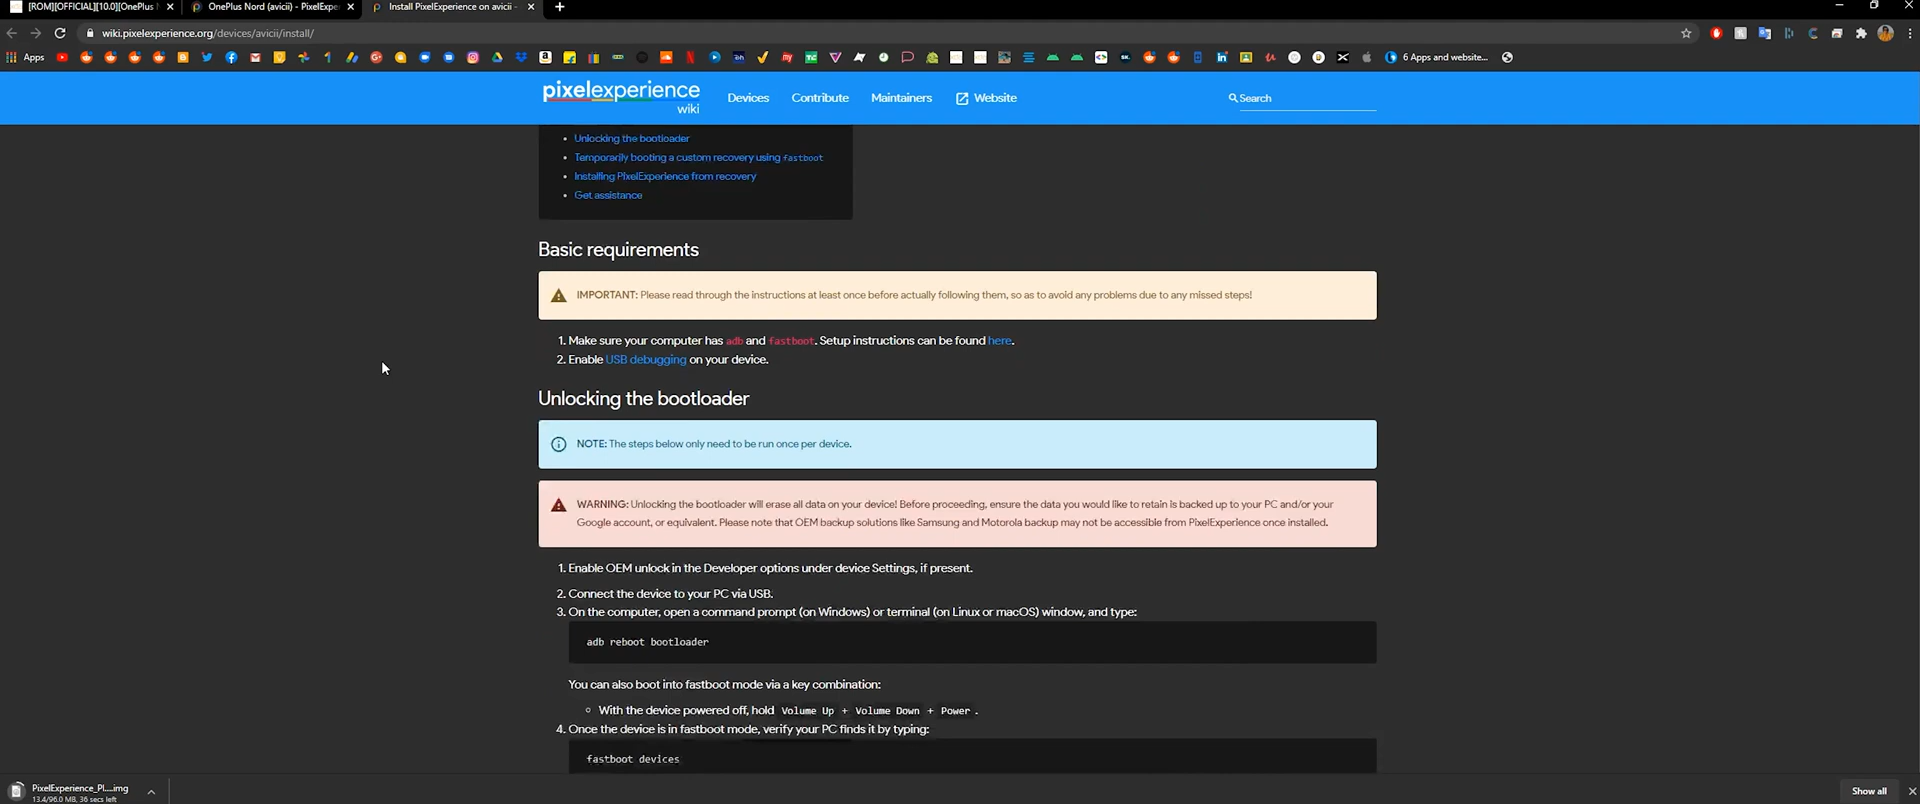 [ROM][OFFICIAL][10.0][OnePlus N
OnePlus Nord (avicii) - PixelExpe
Install PixelExperience on avicii -
wiki.pixelexperience.org/devices/avicii/install/
Apps
6 Apps and website...
pixelexperience
wiki
Devices
Contribute
Maintainers
Website
Search
Unlocking the bootloader
Temporarily booting a custom recovery using fastboot
Installing PixelExperience from recovery
Get assistance
Basic requirements
IMPORTANT: Please read through the instructions at least once before actually following them, so as to avoid any problems due to any missed steps!
1. Make sure your computer has adb and fastboot. Setup instructions can be found here.
2. Enable USB debugging on your device.
Unlocking the bootloader
NOTE: The steps below only need to be run once per device.
WARNING: Unlocking the bootloader will erase all data on your device! Before proceeding, ensure the data you would like to retain is backed up to your PC and/or your
Google account, or equivalent. Please note that OEM backup solutions like Samsung and Motorola backup may not be accessible from PixelExperience once installed.
1. Enable OEM unlock in the Developer options under device Settings, if present.
2. Connect the device to your PC via USB.
3. On the computer, open a command prompt (on Windows) or terminal (on Linux or macOS) window, and type:
adb reboot bootloader
You can also boot into fastboot mode via a key combination:
With the device powered off, hold Volume Up + Volume Down + Power.
4. Once the device is in fastboot mode, verify your PC finds it by typing:
fastboot devices
PixelExperience_Pl....img
13.4/96.0 MB, 36 secs left
Show all